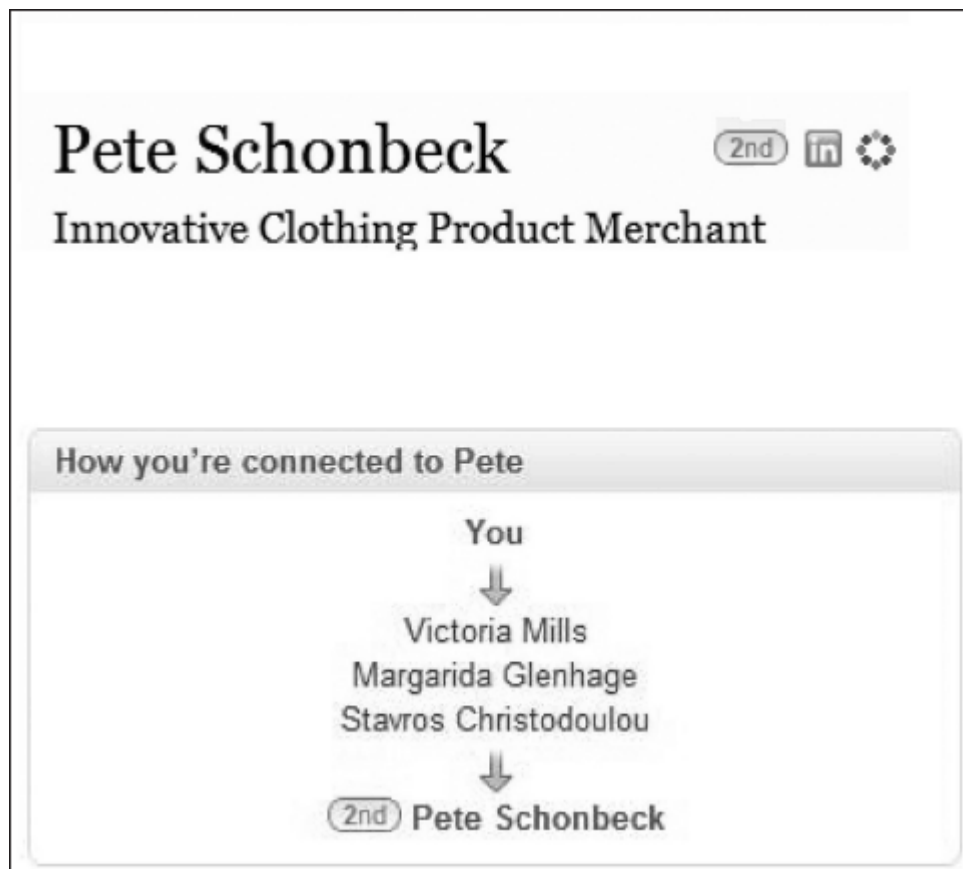 Pete Schonbeck 2nd in
Innovative Clothing Product Merchant
How you're connected to Pete
You
Victoria Mills
Margarida Glenhage
Stavros Christodoulou
2nd Pete Schonbeck